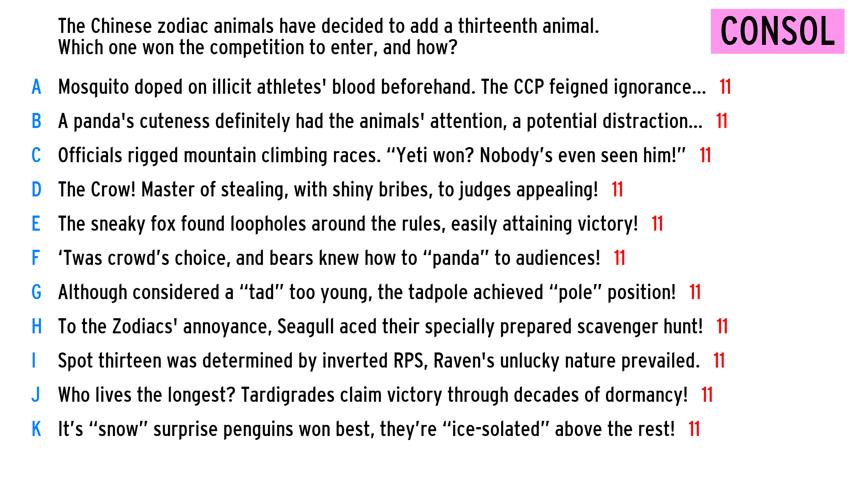 The Chinese zodiac animals have decided to add a thirteenth animal.
Which one won the competition to enter, and how?
CONSOL
A Mosquito doped on illicit athletes' blood beforehand. The CCP feigned ignorance... 11
B A panda's cuteness definitely had the animals' attention, a potential distraction... 11
C Officials rigged mountain climbing races. “Yeti won? Nobody’s even seen him!” 11
D The Crow! Master of stealing, with shiny bribes, to judges appealing! 11
E The sneaky fox found loopholes around the rules, easily attaining victory! 11
F ‘Twas crowd’s choice, and bears knew how to “panda” to audiences! 11
G Although considered a “tad” too young, the tadpole achieved “pole” position! 11
H To the Zodiacs' annoyance, Seagull aced their specially prepared scavenger hunt! 11
I Spot thirteen was determined by inverted RPS, Raven's unlucky nature prevailed. 11
J Who lives the longest? Tardigrades claim victory through decades of dormancy! 11
K It’s “snow” surprise penguins won best, they’re “ice-solated” above the rest! 11